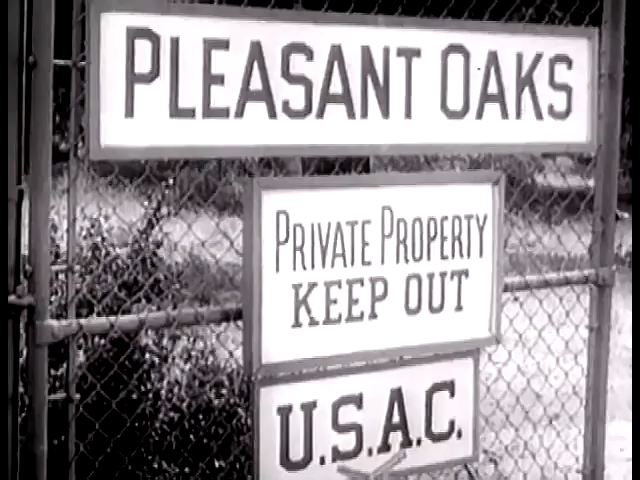 PLEASANT OAKS
PRIVATE PROPERTY
KEEP OUT
U.S.A.C.